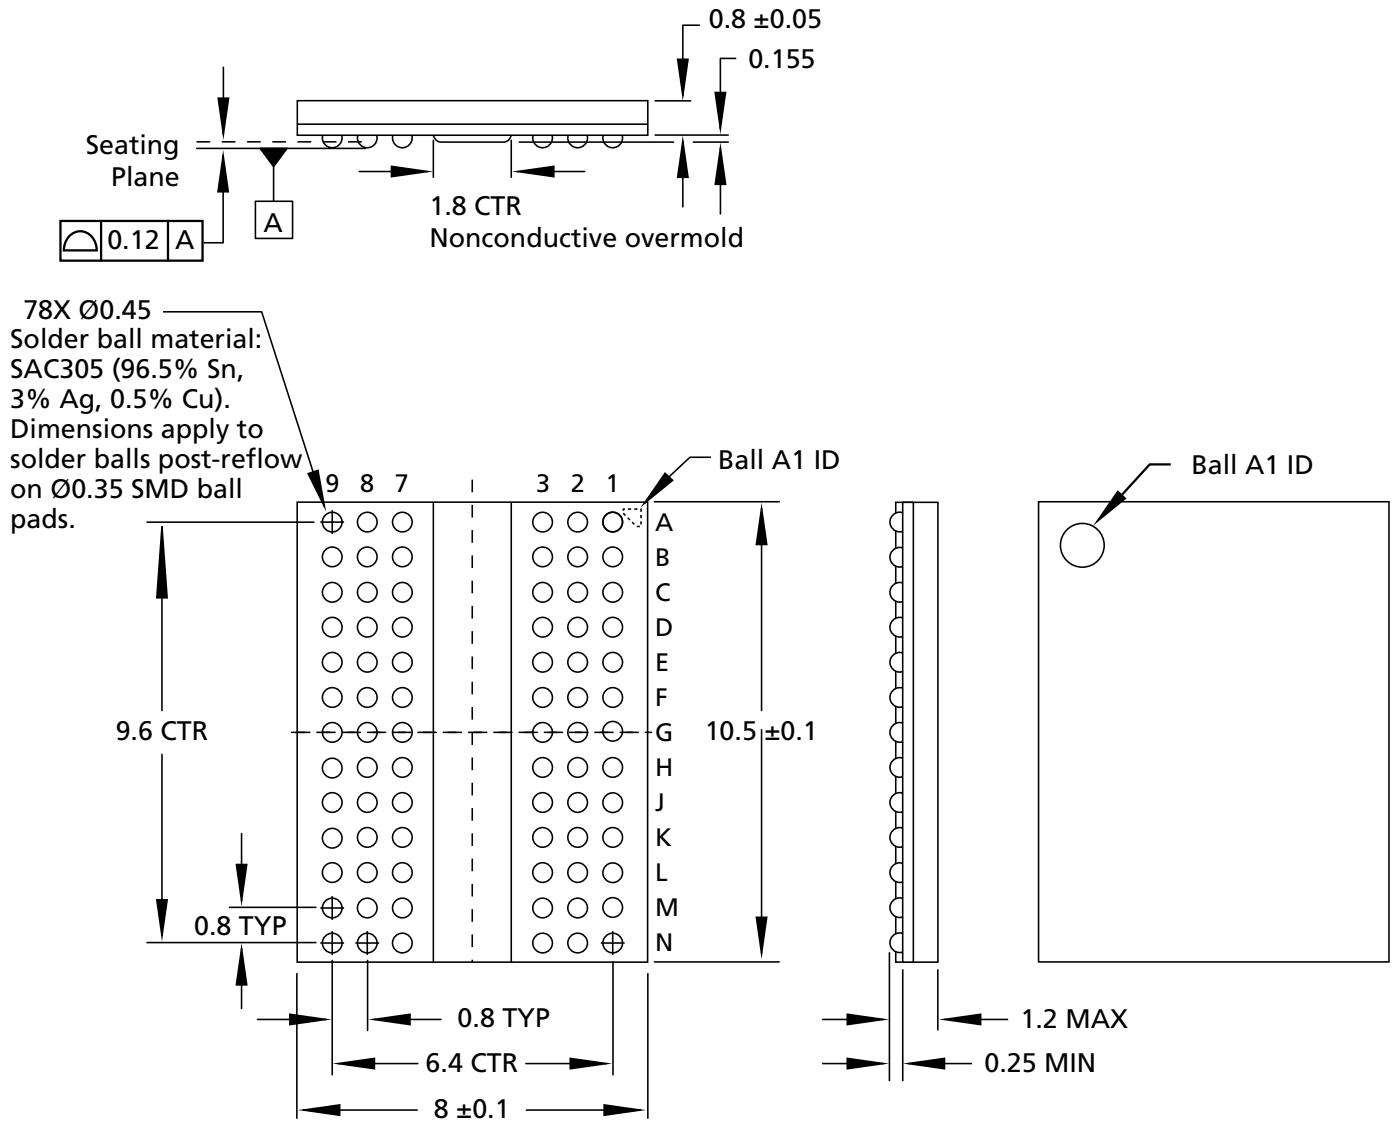 0.8 ±0.05
0.155
Seating
Plane
0.12 A
A
1.8 CTR
Nonconductive overmold
78X Ø0.45
Solder ball material:
SAC305 (96.5% Sn,
3% Ag, 0.5% Cu).
Dimensions apply to
solder balls post-reflow
on Ø0.35 SMD ball
pads.
Ball A1 ID
Ball A1 ID
9 8 7 3 2 1
A
B
C
D
E
F
G
H
J
K
L
M
N
9.6 CTR
10.5 ±0.1
0.8 TYP
0.8 TYP
6.4 CTR
8 ±0.1
1.2 MAX
0.25 MIN